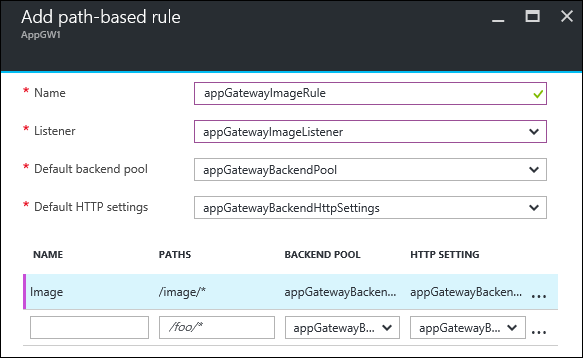 Add path-based rule
AppGW1
* Name appGatewayImageRule
* Listener appGatewayImageListener
* Default backend pool appGatewayBackendPool
* Default HTTP settings appGatewayBackendHttpSettings
NAME PATHS BACKEND POOL HTTP SETTING
Image /image/* appGatewayBacken... appGatewayBacken... ...
/foo/* appGatewayB... appGatewayB... ...